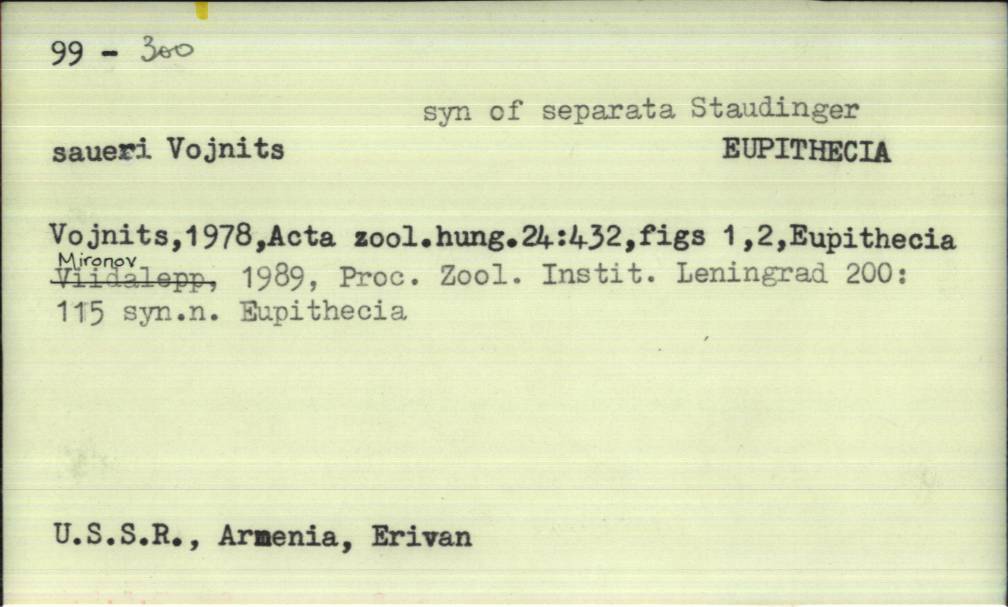 99 - 300
syn of separata Staudinger
saueri Vojnits EUPITHECIA
Vojnits,1978,Acta zool.hung.24:432,figs 1,2,Eupithecia
Mironov
Viidalepp, 1989, Proc. Zool. Instit. Leningrad 200:
115 syn.n. Eupithecia
U.S.S.R., Armenia, Erivan